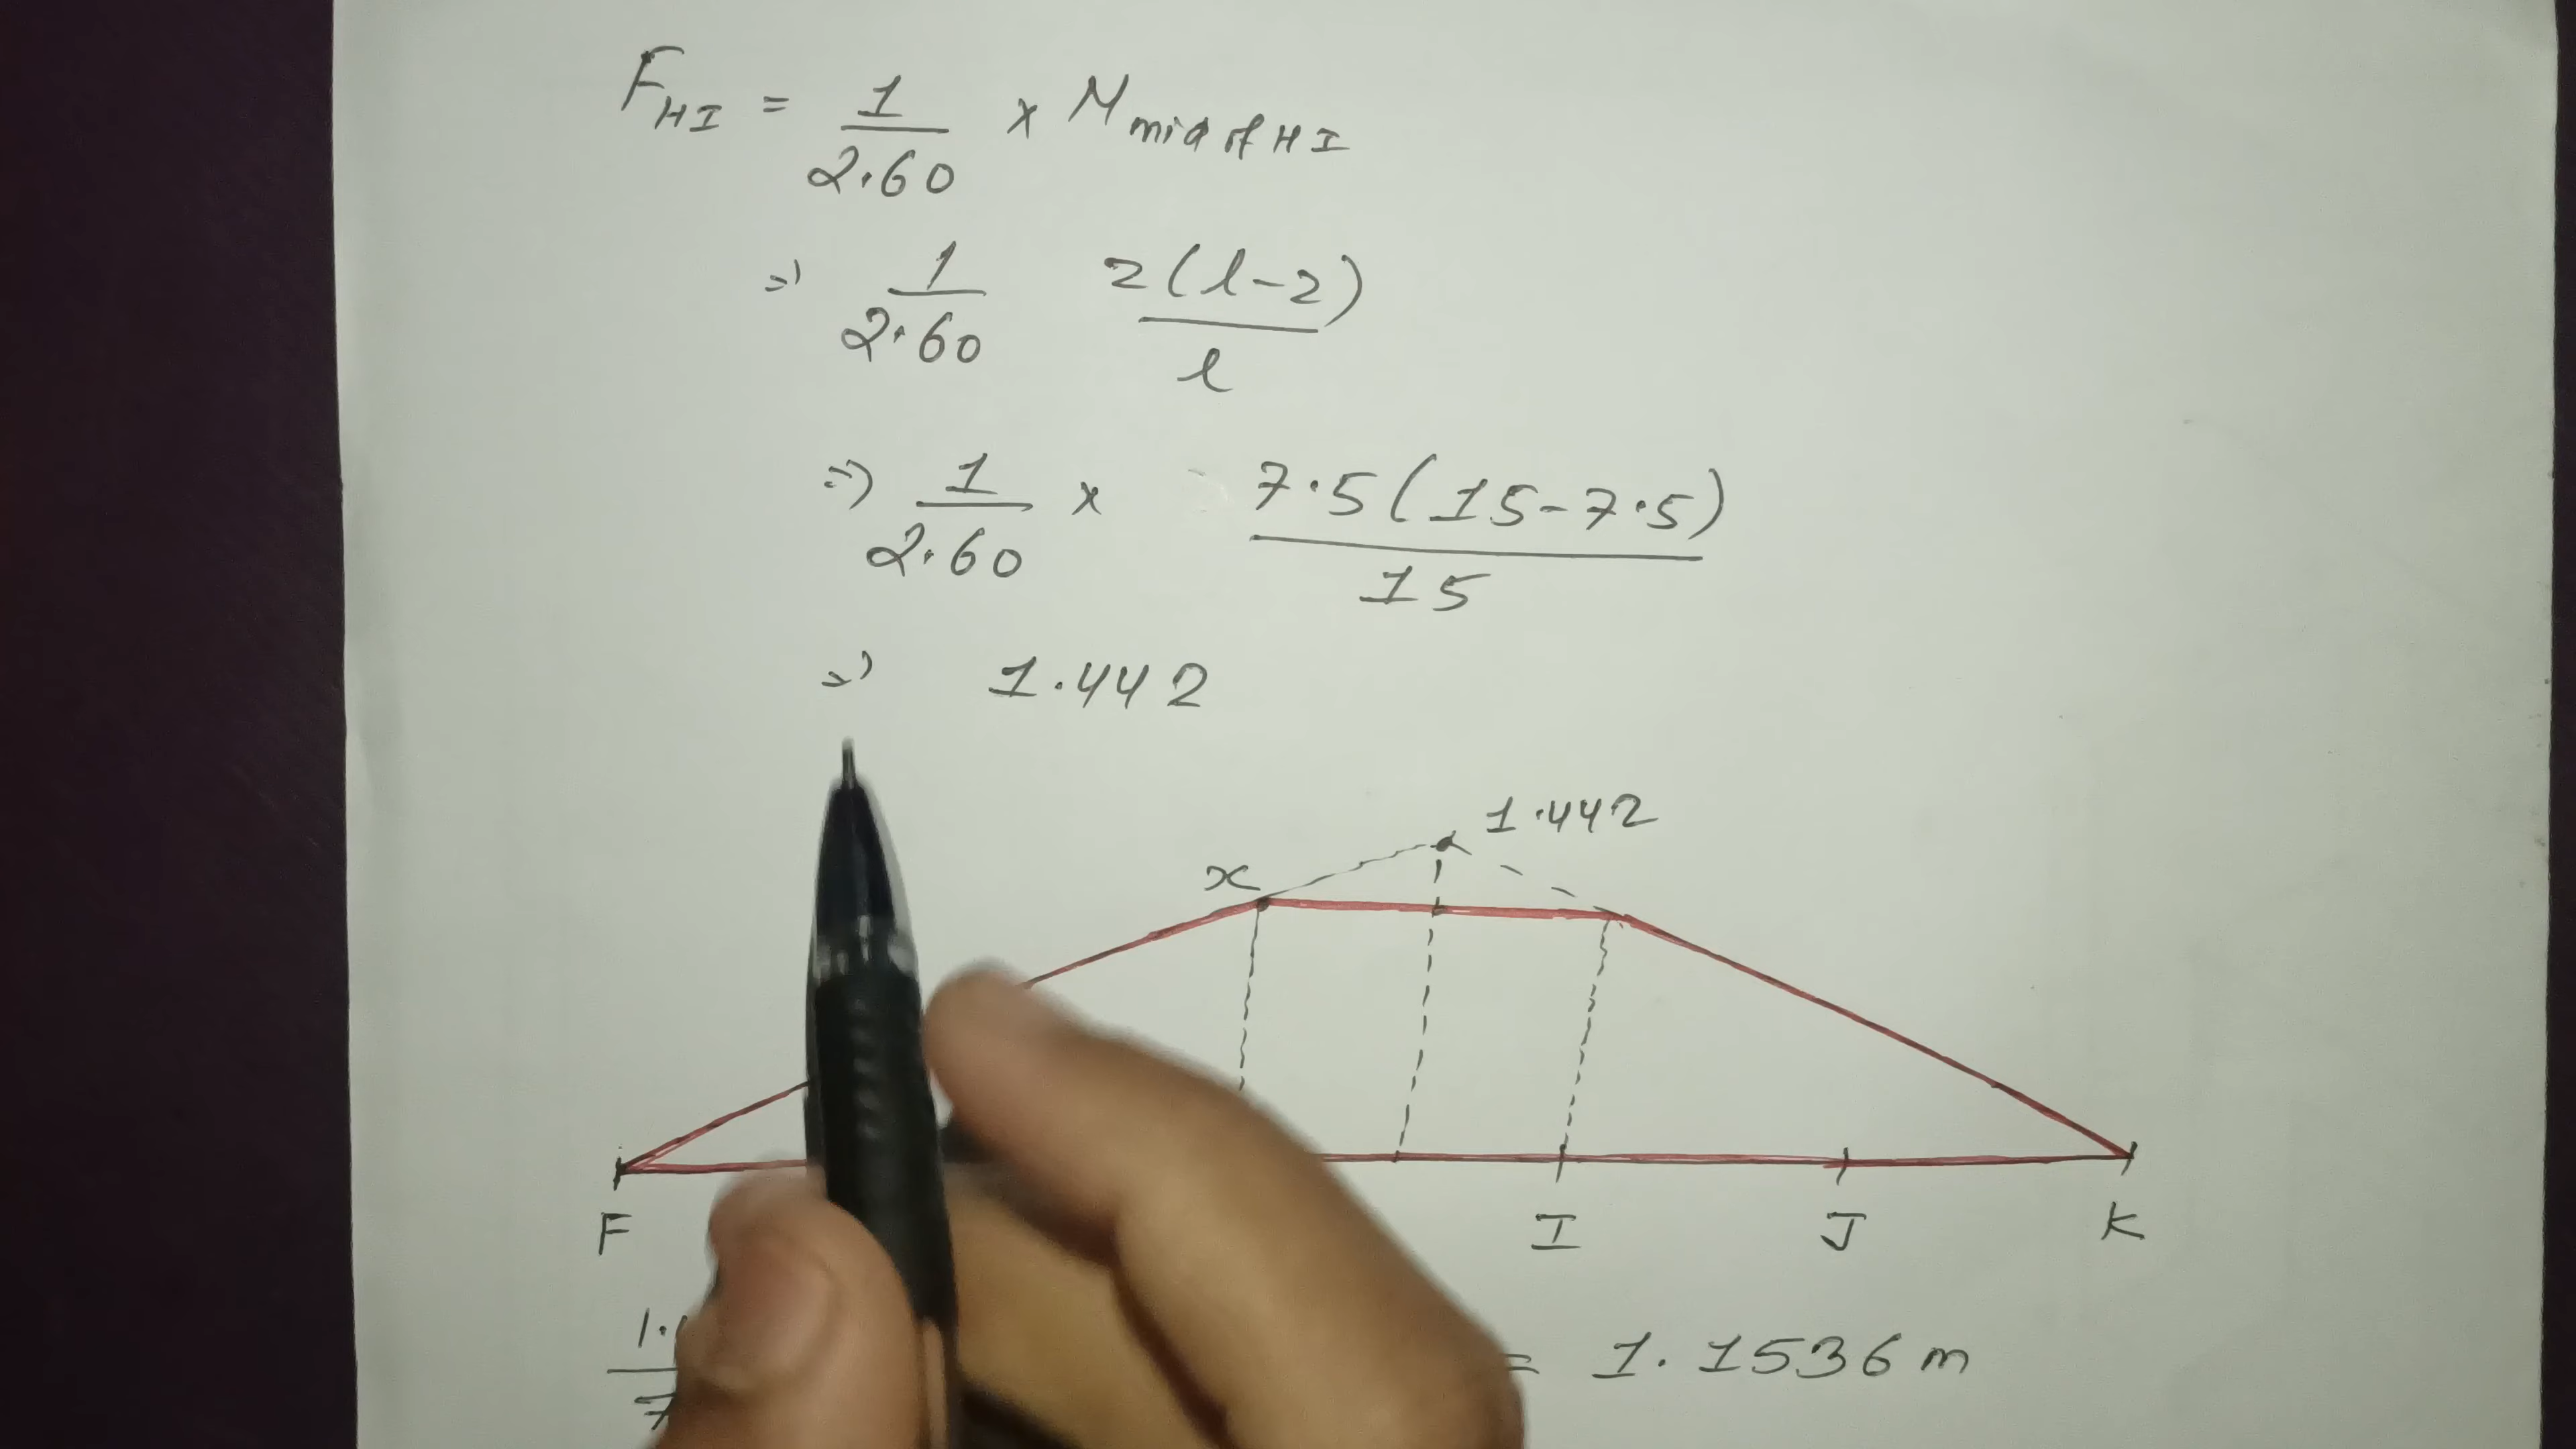 F_HI = 1/2.60 × M mid of HI
⇒ 1/2.60 z(l-z)/l
⇒ 1/2.60 × 7.5(15-7.5)/15
⇒ 1.442
1.442
x
F I J K
= 1.1536 m